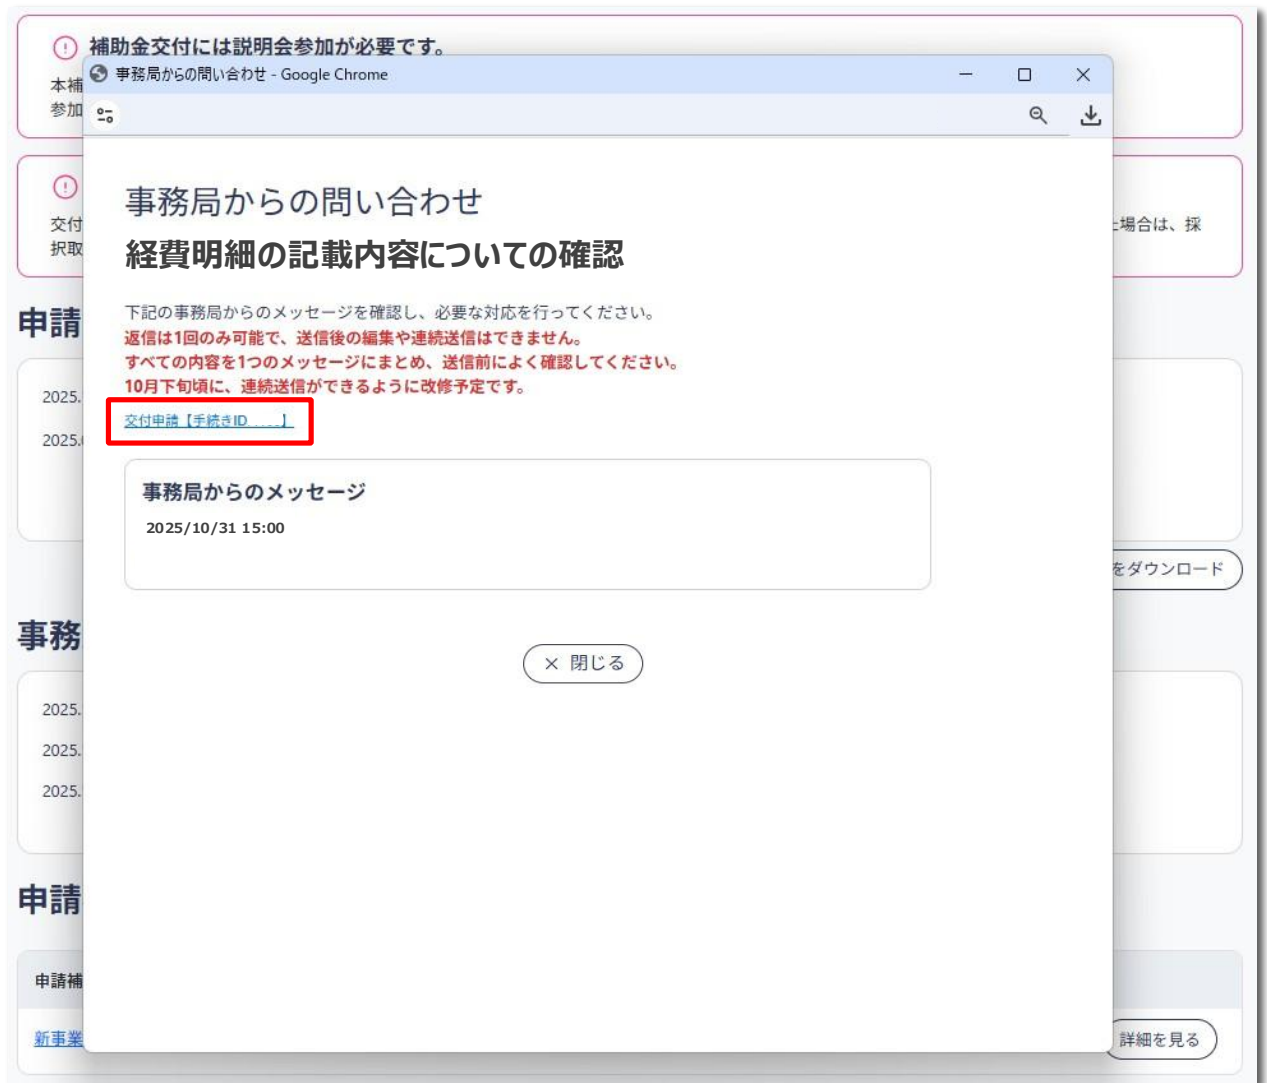 補助金交付には説明会参加が必要です。
本補
参加
事務局からの問い合わせ - Google Chrome
交付
場合は、採
択取
事務局からの問い合わせ
経費明細の記載内容についての確認
下記の事務局からのメッセージを確認し、必要な対応を行ってください。
返信は1回のみ可能で、送信後の編集や連続送信はできません。
すべての内容を1つのメッセージにまとめ、送信前によく確認してください。
10月下旬頃に、連続送信ができるように改修予定です。
交付申請【手続きID.....】
申請
2025.
2025.
事務局からのメッセージ
2025/10/31 15:00
をダウンロード
× 閉じる
事務
2025.
2025.
2025.
申請
申請補
新事業
詳細を見る